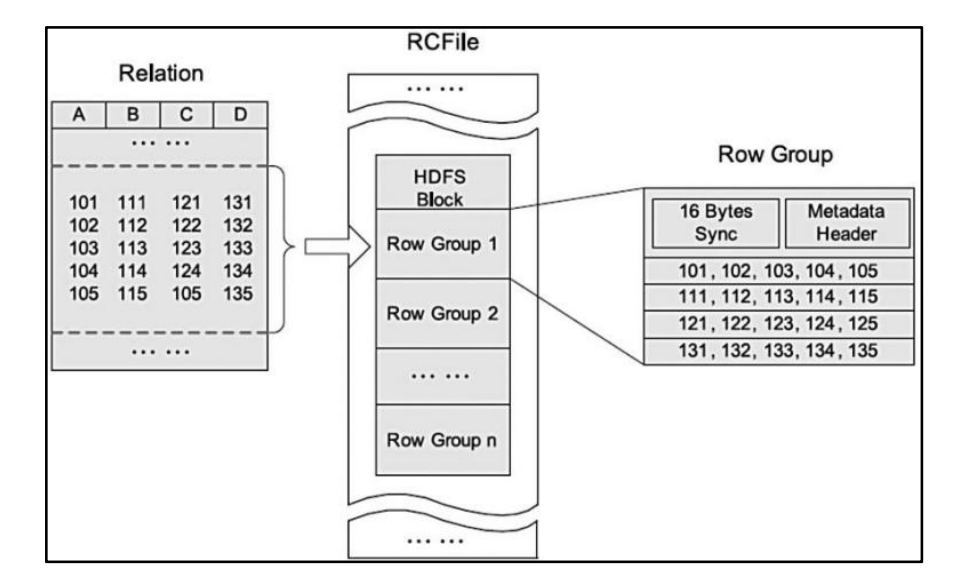 RCFile
Relation
A B C D
... ...
101 111 121 131
102 112 122 132
103 113 123 133
104 114 124 134
105 115 105 135
... ...
... ...
HDFS
Block
Row Group 1
Row Group 2
... ...
Row Group n
... ...
Row Group
16 Bytes
Sync
Metadata
Header
101, 102, 103, 104, 105
111, 112, 113, 114, 115
121, 122, 123, 124, 125
131, 132, 133, 134, 135